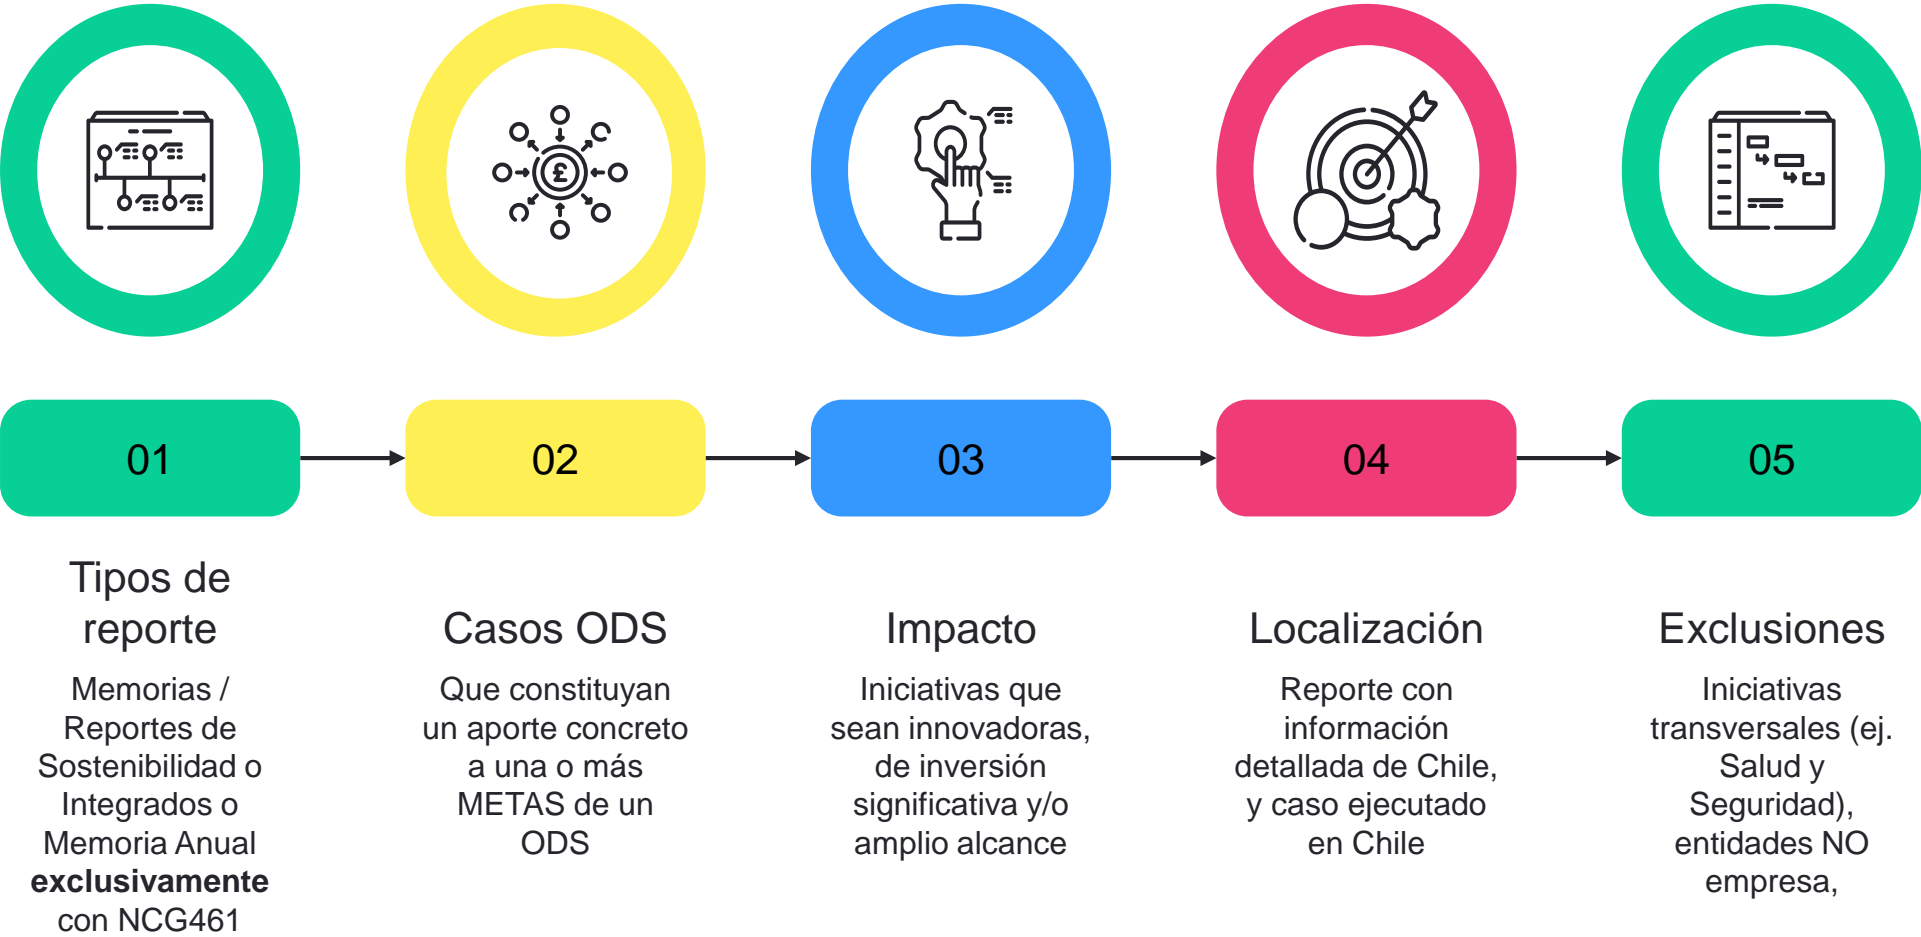 £
01
02
03
04
05
Tipos de
reporte
Memorias /
Reportes de
Sostenibilidad o
Integrados o
Memoria Anual
exclusivamente
con NCG461
Casos ODS
Que constituyan
un aporte concreto
a una o más
METAS de un
ODS
Impacto
Iniciativas que
sean innovadoras,
de inversión
significativa y/o
amplio alcance
Localización
Reporte con
información
detallada de Chile,
y caso ejecutado
en Chile
Exclusiones
Iniciativas
transversales (ej.
Salud y
Seguridad),
entidades NO
empresa,